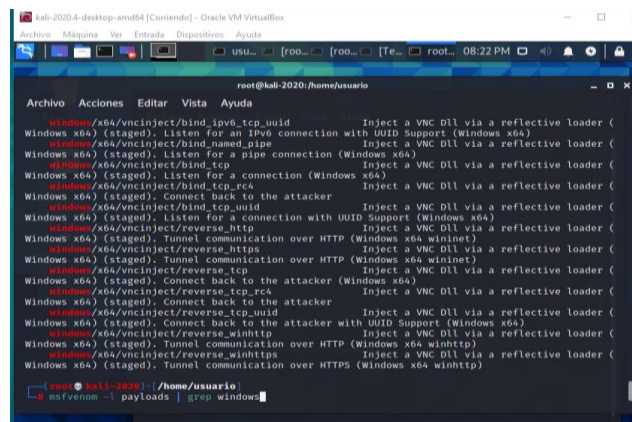 kali-2020.4-desktop-amd64 [Corriendo] - Oracle VM VirtualBox
Archivo Máquina Ver Entrada Dispositivos Ayuda
usu... [roo... [roo... [Te... root... 08:22 PM
root@kali-2020:/home/usuario
Archivo Acciones Editar Vista Ayuda
windows/x64/vncinject/bind_ipv6_tcp_uuid Inject a VNC Dll via a reflective loader (
Windows x64) (staged). Listen for an IPv6 connection with UUID Support (Windows x64)
windows/x64/vncinject/bind_named_pipe Inject a VNC Dll via a reflective loader (
Windows x64) (staged). Listen for a pipe connection (Windows x64)
windows/x64/vncinject/bind_tcp Inject a VNC Dll via a reflective loader (
Windows x64) (staged). Listen for a connection (Windows x64)
windows/x64/vncinject/bind_tcp_rc4 Inject a VNC Dll via a reflective loader (
Windows x64) (staged). Connect back to the attacker
windows/x64/vncinject/bind_tcp_uuid Inject a VNC Dll via a reflective loader (
Windows x64) (staged). Listen for a connection with UUID Support (Windows x64)
windows/x64/vncinject/reverse_http Inject a VNC Dll via a reflective loader (
Windows x64) (staged). Tunnel communication over HTTP (Windows x64 wininet)
windows/x64/vncinject/reverse_https Inject a VNC Dll via a reflective loader (
Windows x64) (staged). Tunnel communication over HTTP (Windows x64 wininet)
windows/x64/vncinject/reverse_tcp Inject a VNC Dll via a reflective loader (
Windows x64) (staged). Connect back to the attacker (Windows x64)
windows/x64/vncinject/reverse_tcp_rc4 Inject a VNC Dll via a reflective loader (
Windows x64) (staged). Connect back to the attacker
windows/x64/vncinject/reverse_tcp_uuid Inject a VNC Dll via a reflective loader (
Windows x64) (staged). Connect back to the attacker with UUID Support (Windows x64)
windows/x64/vncinject/reverse_winhttp Inject a VNC Dll via a reflective loader (
Windows x64) (staged). Tunnel communication over HTTP (Windows x64 winhttp)
windows/x64/vncinject/reverse_winhttps Inject a VNC Dll via a reflective loader (
Windows x64) (staged). Tunnel communication over HTTPS (Windows x64 winhttp)
(root💀kali-2020)-[/home/usuario]
# msfvenom -l payloads | grep windows